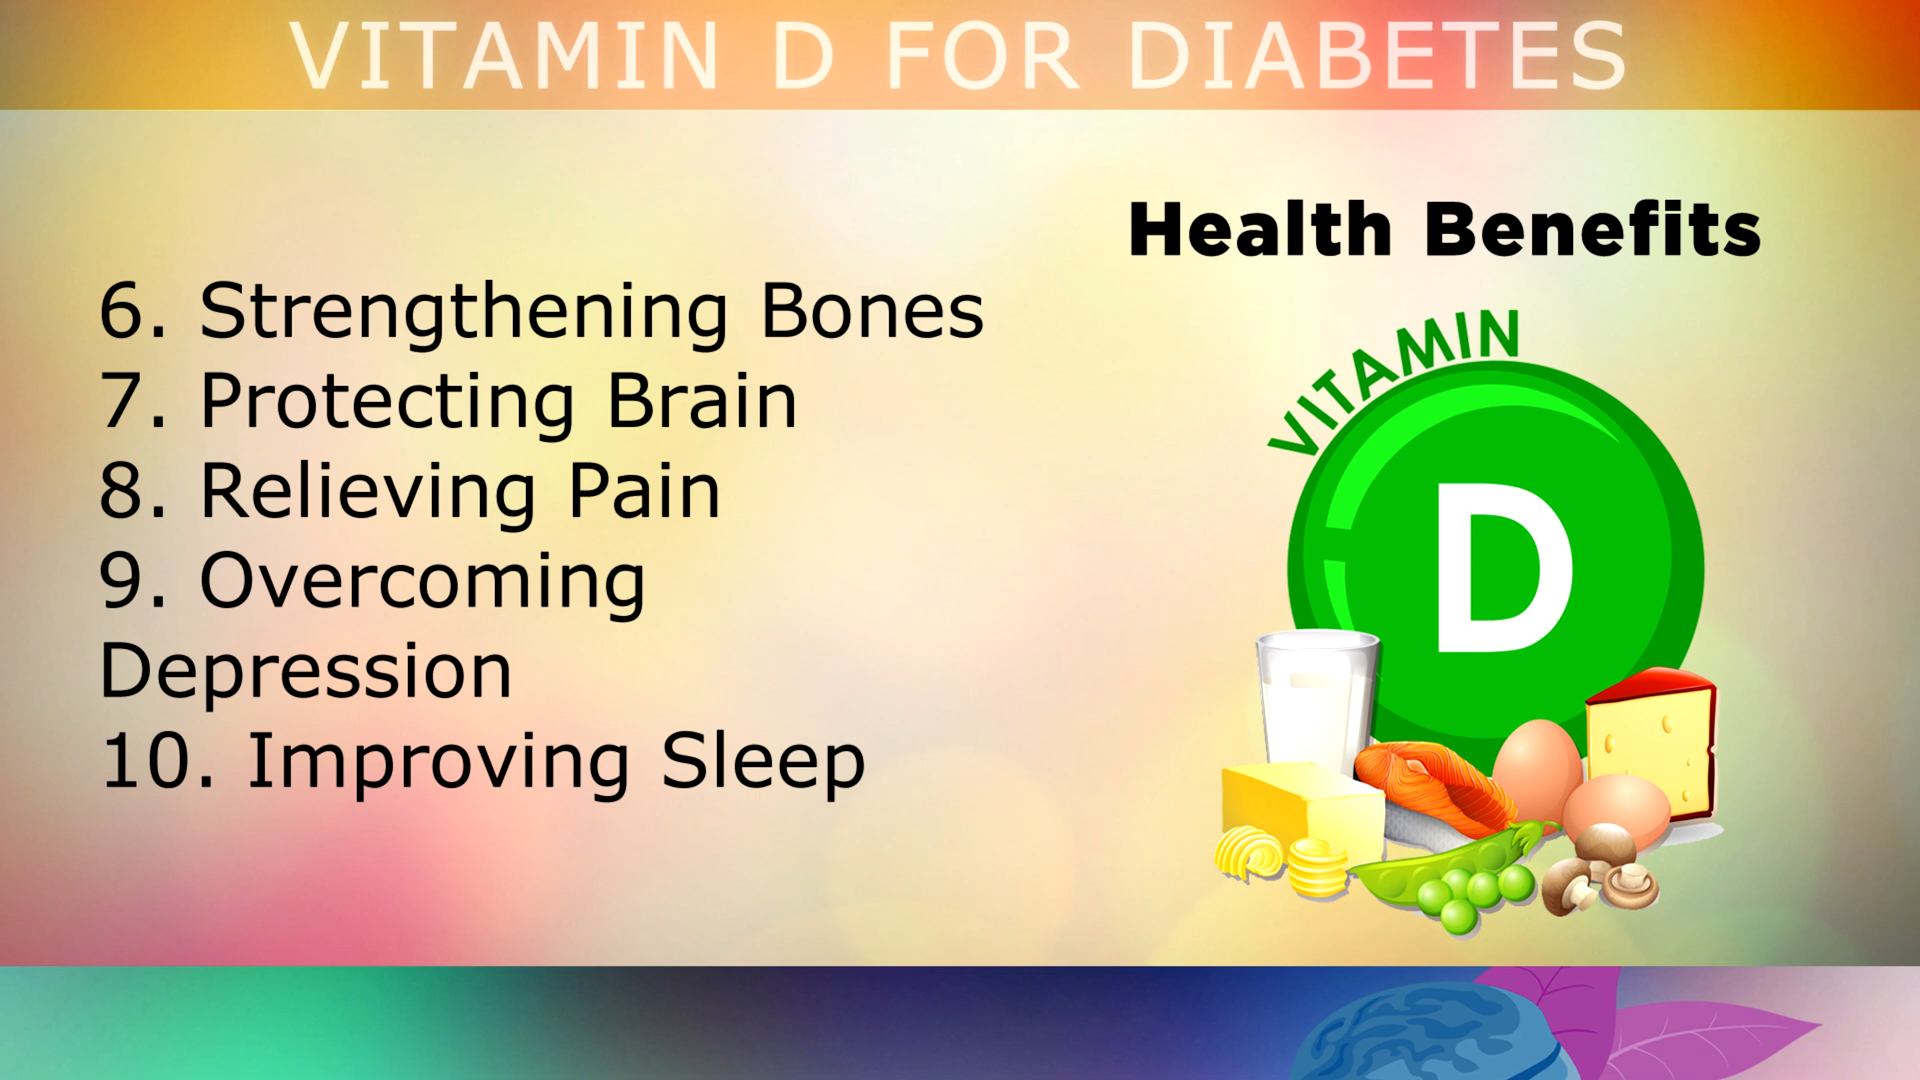 VITAMIN D FOR DIABETES
Health Benefits
6. Strengthening Bones
7. Protecting Brain
8. Relieving Pain
9. Overcoming
Depression
10. Improving Sleep
VITAMIN
D